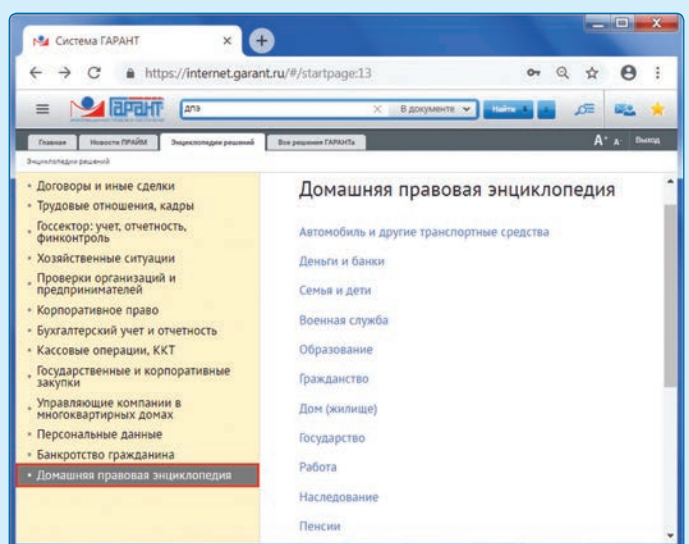 Система ГАРАНТ
https://internet.garant.ru/#/startpage:13
ГАРАНТ
дпэ
В документе
Найти
Главная
Новости ПРАЙМ
Энциклопедии решений
Все решения ГАРАНТа
A+ A-
Выход
Энциклопедии решений
• Договоры и иные сделки
• Трудовые отношения, кадры
• Госсектор: учет, отчетность,
финконтроль
• Хозяйственные ситуации
• Проверки организаций и
предпринимателей
• Корпоративное право
• Бухгалтерский учет и отчетность
• Кассовые операции, ККТ
• Государственные и корпоративные
закупки
• Управляющие компании в
многоквартирных домах
• Персональные данные
• Банкротство гражданина
• Домашняя правовая энциклопедия
Домашняя правовая энциклопедия
Автомобиль и другие транспортные средства
Деньги и банки
Семья и дети
Военная служба
Образование
Гражданство
Дом (жилище)
Государство
Работа
Наследование
Пенсии